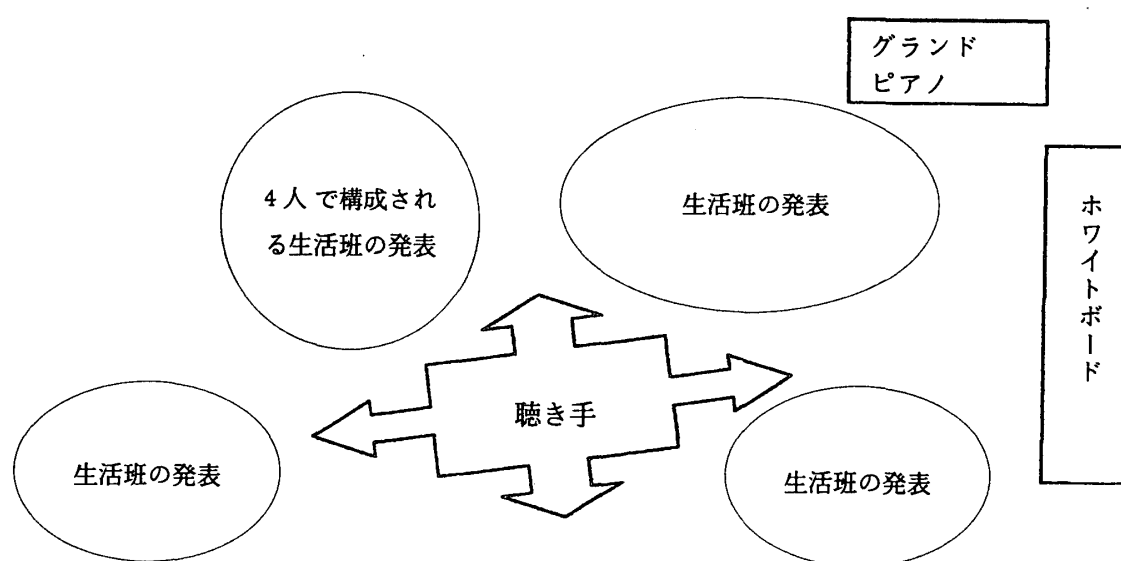 グランド
ピアノ
4人で構成され
る生活班の発表
生活班の発表
ホワイトボード
聴き手
生活班の発表
生活班の発表